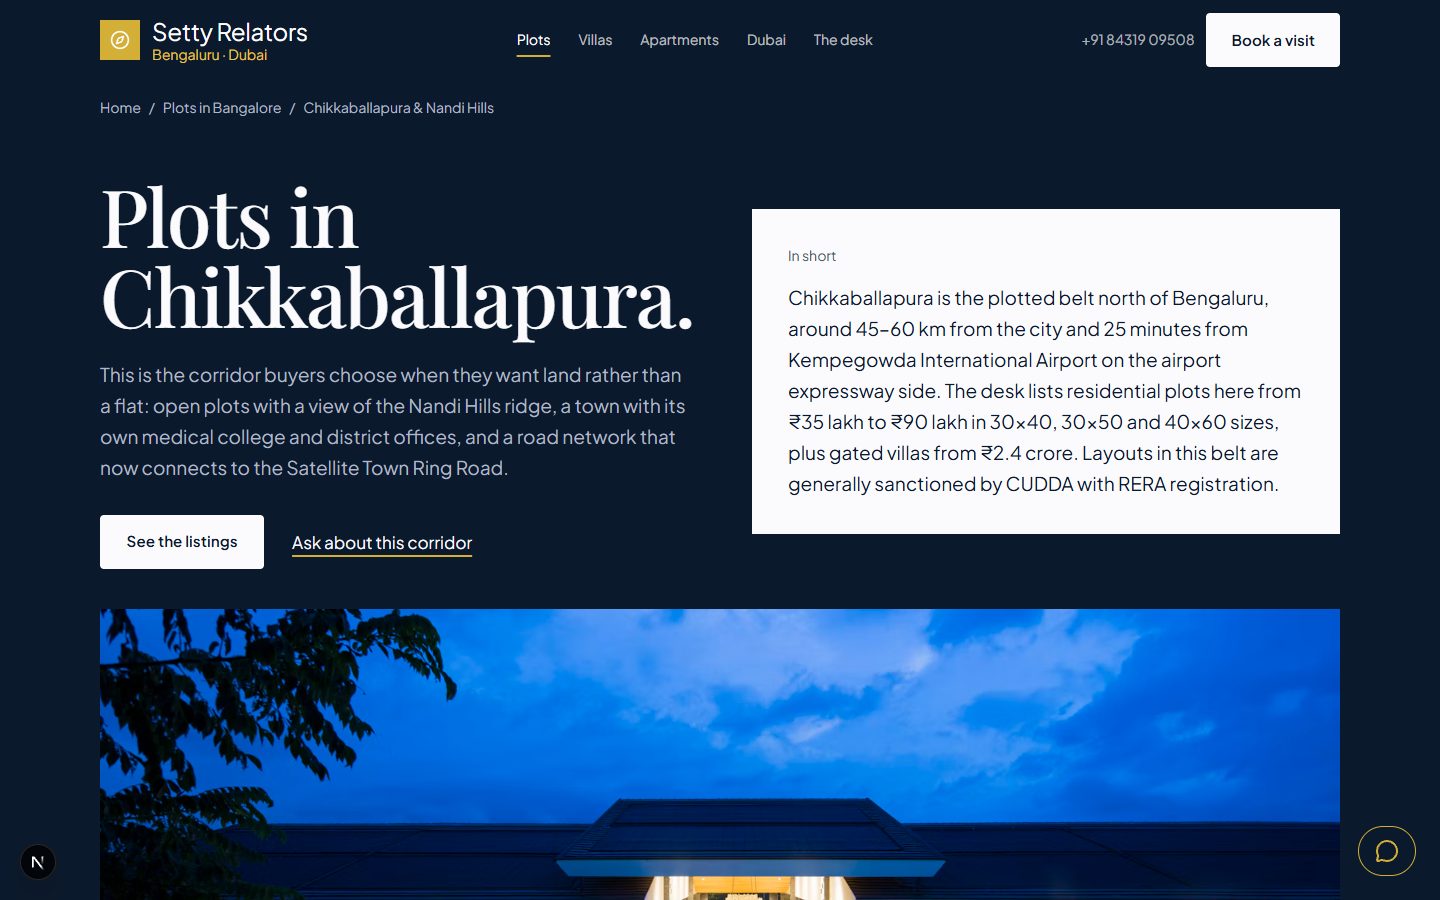 Setty Relators
Bengaluru · Dubai
Plots
Villas
Apartments
Dubai
The desk
+91 84319 09508
Book a visit
Home / Plots in Bangalore / Chikkaballapura & Nandi Hills
Plots in
Chikkaballapura.
This is the corridor buyers choose when they want land rather than
a flat: open plots with a view of the Nandi Hills ridge, a town with its
own medical college and district offices, and a road network that
now connects to the Satellite Town Ring Road.
See the listings
Ask about this corridor
In short
Chikkaballapura is the plotted belt north of Bengaluru,
around 45–60 km from the city and 25 minutes from
Kempegowda International Airport on the airport
expressway side. The desk lists residential plots here from
₹35 lakh to ₹90 lakh in 30×40, 30×50 and 40×60 sizes,
plus gated villas from ₹2.4 crore. Layouts in this belt are
generally sanctioned by CUDDA with RERA registration.
N